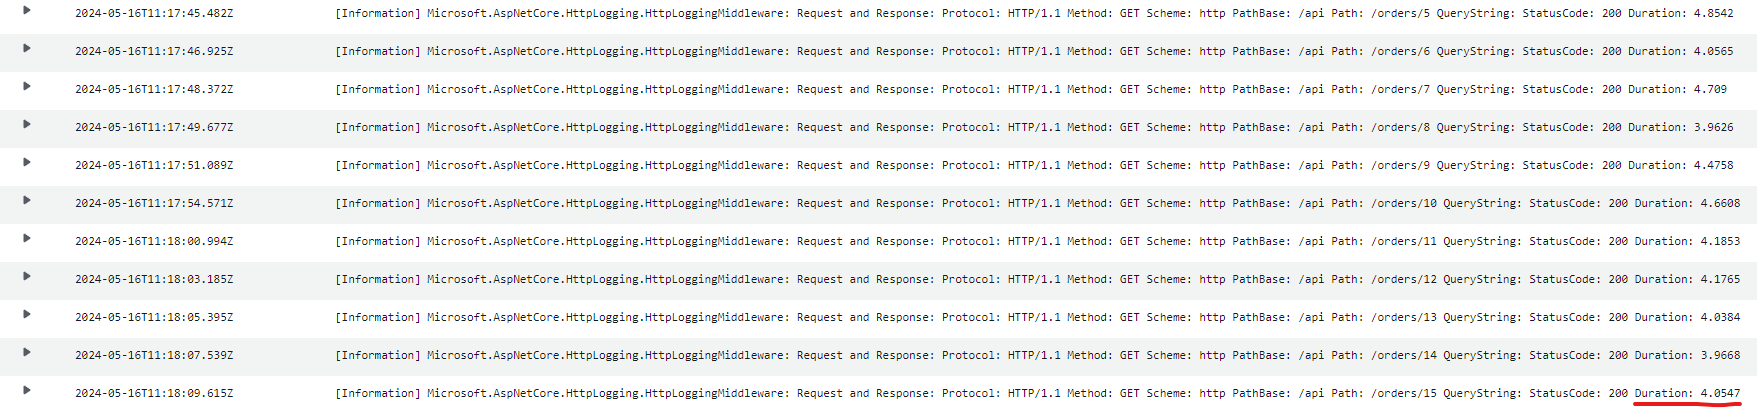 2024-05-16T11:17:45.482Z [Information] Microsoft.AspNetCore.HttpLogging.HttpLoggingMiddleware: Request and Response: Protocol: HTTP/1.1 Method: GET Scheme: http PathBase: /api Path: /orders/5 QueryString: StatusCode: 200 Duration: 4.8542
2024-05-16T11:17:46.925Z [Information] Microsoft.AspNetCore.HttpLogging.HttpLoggingMiddleware: Request and Response: Protocol: HTTP/1.1 Method: GET Scheme: http PathBase: /api Path: /orders/6 QueryString: StatusCode: 200 Duration: 4.0565
2024-05-16T11:17:48.372Z [Information] Microsoft.AspNetCore.HttpLogging.HttpLoggingMiddleware: Request and Response: Protocol: HTTP/1.1 Method: GET Scheme: http PathBase: /api Path: /orders/7 QueryString: StatusCode: 200 Duration: 4.709
2024-05-16T11:17:49.677Z [Information] Microsoft.AspNetCore.HttpLogging.HttpLoggingMiddleware: Request and Response: Protocol: HTTP/1.1 Method: GET Scheme: http PathBase: /api Path: /orders/8 QueryString: StatusCode: 200 Duration: 3.9626
2024-05-16T11:17:51.089Z [Information] Microsoft.AspNetCore.HttpLogging.HttpLoggingMiddleware: Request and Response: Protocol: HTTP/1.1 Method: GET Scheme: http PathBase: /api Path: /orders/9 QueryString: StatusCode: 200 Duration: 4.4758
2024-05-16T11:17:54.571Z [Information] Microsoft.AspNetCore.HttpLogging.HttpLoggingMiddleware: Request and Response: Protocol: HTTP/1.1 Method: GET Scheme: http PathBase: /api Path: /orders/10 QueryString: StatusCode: 200 Duration: 4.6608
2024-05-16T11:18:00.994Z [Information] Microsoft.AspNetCore.HttpLogging.HttpLoggingMiddleware: Request and Response: Protocol: HTTP/1.1 Method: GET Scheme: http PathBase: /api Path: /orders/11 QueryString: StatusCode: 200 Duration: 4.1853
2024-05-16T11:18:03.185Z [Information] Microsoft.AspNetCore.HttpLogging.HttpLoggingMiddleware: Request and Response: Protocol: HTTP/1.1 Method: GET Scheme: http PathBase: /api Path: /orders/12 QueryString: StatusCode: 200 Duration: 4.1765
2024-05-16T11:18:05.395Z [Information] Microsoft.AspNetCore.HttpLogging.HttpLoggingMiddleware: Request and Response: Protocol: HTTP/1.1 Method: GET Scheme: http PathBase: /api Path: /orders/13 QueryString: StatusCode: 200 Duration: 4.0384
2024-05-16T11:18:07.539Z [Information] Microsoft.AspNetCore.HttpLogging.HttpLoggingMiddleware: Request and Response: Protocol: HTTP/1.1 Method: GET Scheme: http PathBase: /api Path: /orders/14 QueryString: StatusCode: 200 Duration: 3.9668
2024-05-16T11:18:09.615Z [Information] Microsoft.AspNetCore.HttpLogging.HttpLoggingMiddleware: Request and Response: Protocol: HTTP/1.1 Method: GET Scheme: http PathBase: /api Path: /orders/15 QueryString: StatusCode: 200 Duration: 4.0547